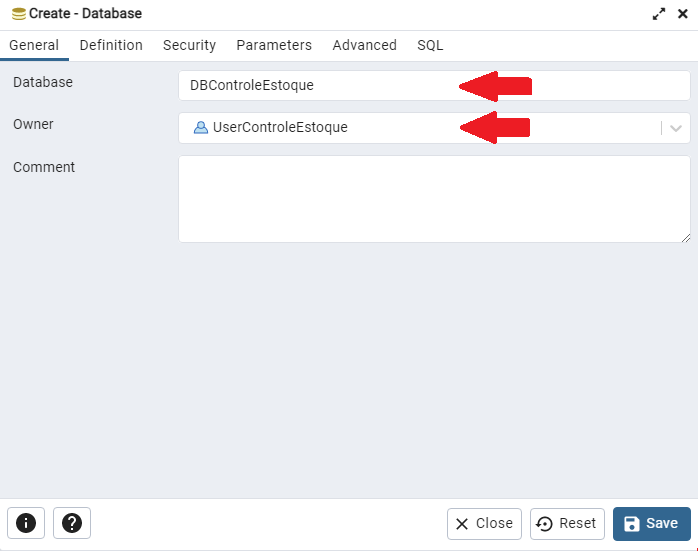 Create - Database
General Definition Security Parameters Advanced SQL
Database DBControleEstoque
Owner UserControleEstoque
Comment
Close Reset Save